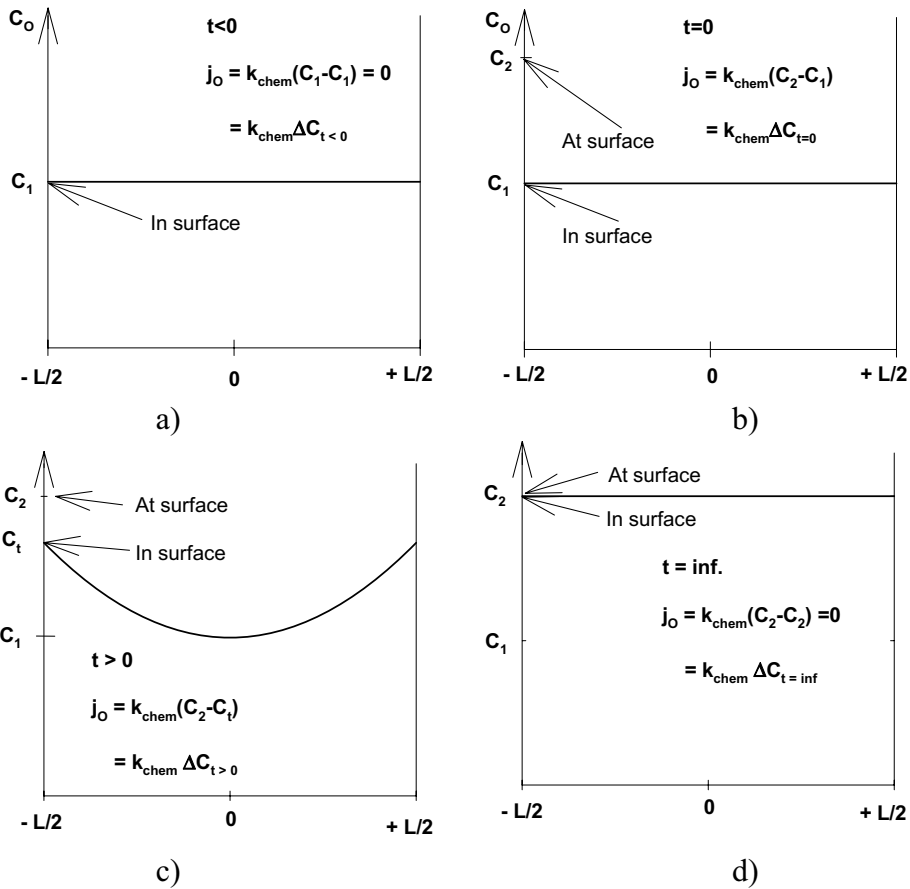 C_O
t<0
j_O = k_chem(C_1-C_1) = 0
= k_chem ΔC_t < 0
C_1
In surface
- L/2
0
+ L/2
a)
C_O
t=0
C_2
j_O = k_chem(C_2-C_1)
At surface
= k_chem ΔC_t=0
C_1
In surface
- L/2
0
+ L/2
b)
C_2
At surface
C_t
In surface
C_1
t > 0
j_O = k_chem(C_2-C_t)
= k_chem ΔC_t > 0
- L/2
0
+ L/2
c)
At surface
C_2
In surface
t = inf.
j_O = k_chem(C_2-C_2) =0
C_1
= k_chem ΔC_t = inf
- L/2
0
+ L/2
d)